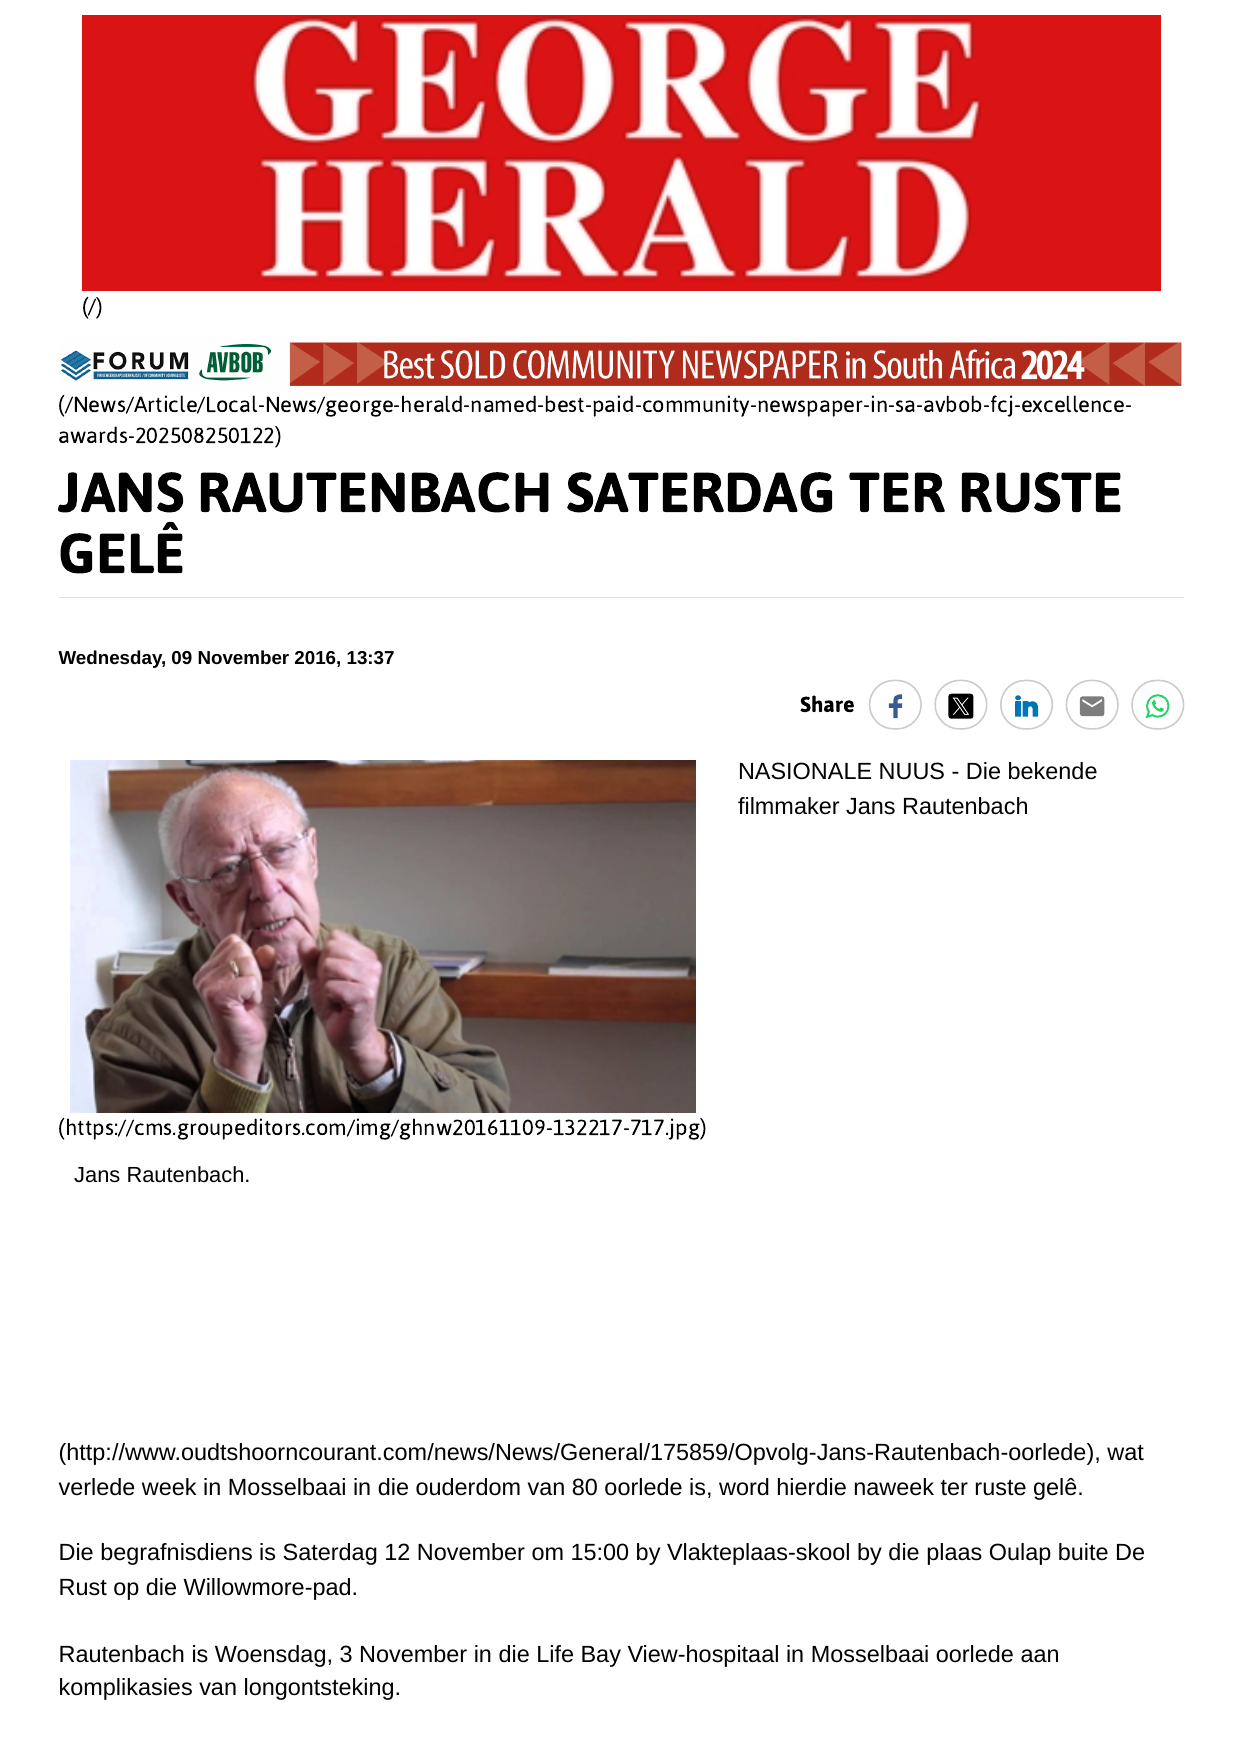 GEORGE
HERALD
(/)
FORUM AVBOB Best SOLD COMMUNITY NEWSPAPER in South Africa 2024
(/News/Article/Local-News/george-herald-named-best-paid-community-newspaper-in-sa-avbob-fcj-excellence-
awards-202508250122)
JANS RAUTENBACH SATERDAG TER RUSTE
GELÊ
Wednesday, 09 November 2016, 13:37
Share
NASIONALE NUUS - Die bekende
filmmaker Jans Rautenbach
(https://cms.groupeditors.com/img/ghnw20161109-132217-717.jpg)
Jans Rautenbach.
(http://www.oudtshoorncourant.com/news/News/General/175859/Opvolg-Jans-Rautenbach-oorlede), wat
verlede week in Mosselbaai in die ouderdom van 80 oorlede is, word hierdie naweek ter ruste gelê.
Die begrafnisdiens is Saterdag 12 November om 15:00 by Vlakteplaas-skool by die plaas Oulap buite De
Rust op die Willowmore-pad.
Rautenbach is Woensdag, 3 November in die Life Bay View-hospitaal in Mosselbaai oorlede aan
komplikasies van longontsteking.